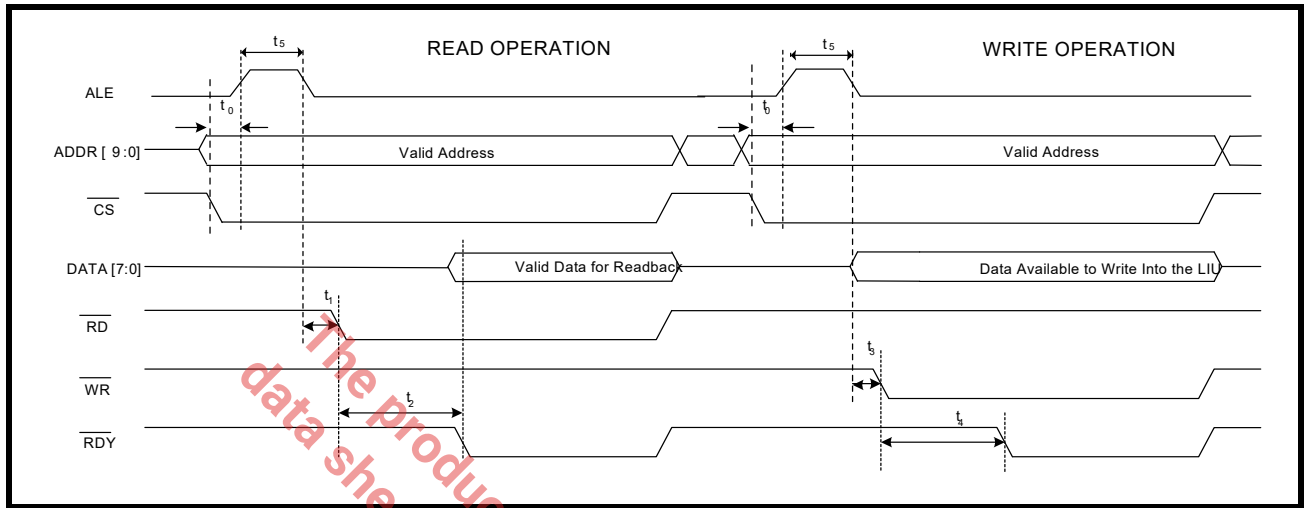 READ OPERATION
WRITE OPERATION
t5
t5
ALE
t0
t0
ADDR [ 9:0]
Valid Address
Valid Address
CS
DATA [7:0]
Valid Data for Readback
Data Available to Write Into the LIU
t1
RD
t3
WR
t2
t4
RDY
The produc
data she